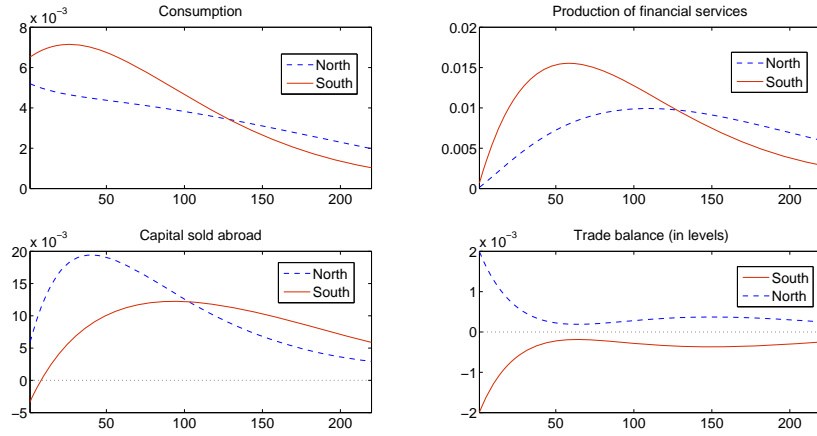 Consumption
8 x 10⁻³
6
4
2
0
50 100 150 200
North
South
Production of financial services
0.02
0.015
0.01
0.005
0
50 100 150 200
North
South
Capital sold abroad
20 x 10⁻³
15
10
5
0
−5
50 100 150 200
North
South
Trade balance (in levels)
2 x 10⁻³
1
0
−1
−2
50 100 150 200
South
North